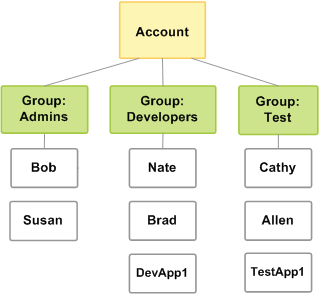 Account
Group:
Admins
Group:
Developers
Group:
Test
Bob
Nate
Cathy
Susan
Brad
Allen
DevApp1
TestApp1